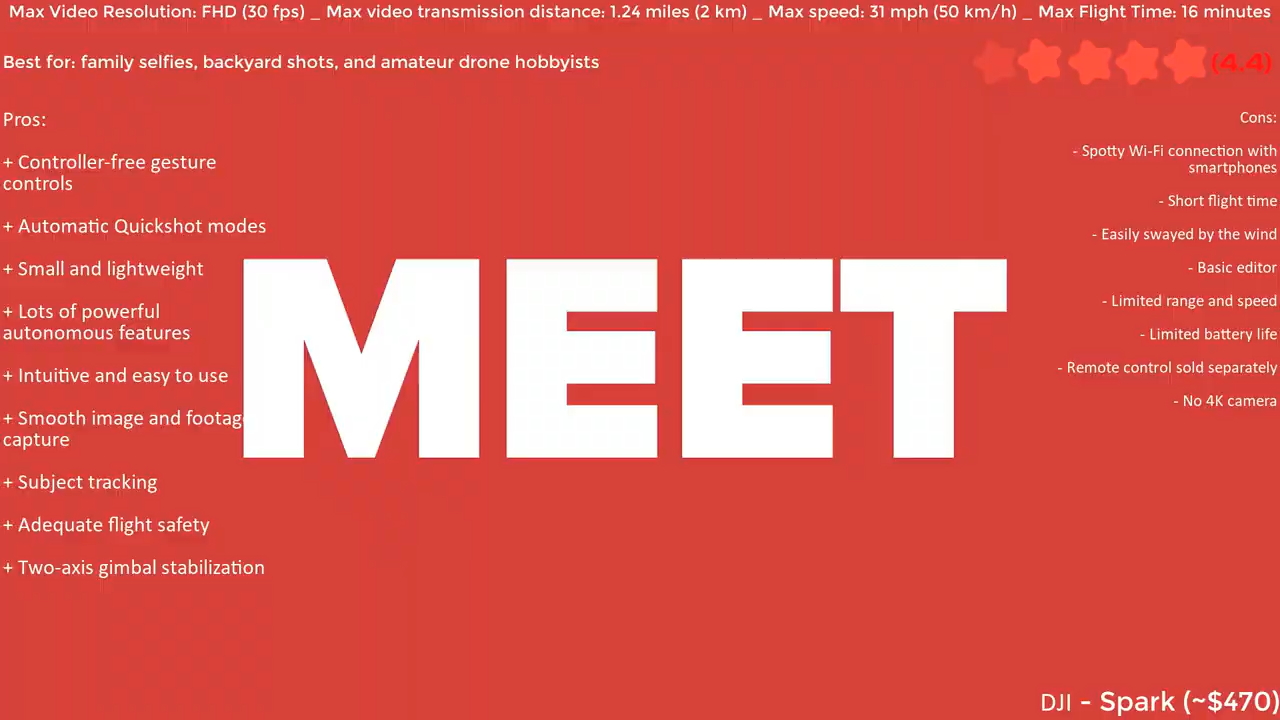 Max Video Resolution: FHD (30 fps) _ Max video transmission distance: 1.24 miles (2 km) _ Max speed: 31 mph (50 km/h) _ Max Flight Time: 16 minutes
Best for: family selfies, backyard shots, and amateur drone hobbyists
(4.4)
Pros:
+ Controller-free gesture
controls
+ Automatic Quickshot modes
+ Small and lightweight
+ Lots of powerful
autonomous features
+ Intuitive and easy to use
+ Smooth image and footag
capture
+ Subject tracking
+ Adequate flight safety
+ Two-axis gimbal stabilization
MEET
Cons:
- Spotty Wi-Fi connection with
smartphones
- Short flight time
- Easily swayed by the wind
- Basic editor
- Limited range and speed
- Limited battery life
- Remote control sold separately
- No 4K camera
DJI - Spark (~$470)